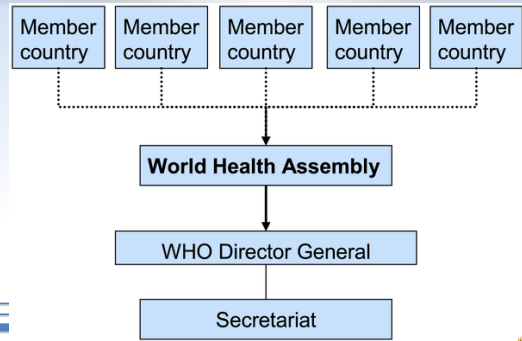 Member country
Member country
Member country
Member country
Member country
World Health Assembly
WHO Director General
Secretariat